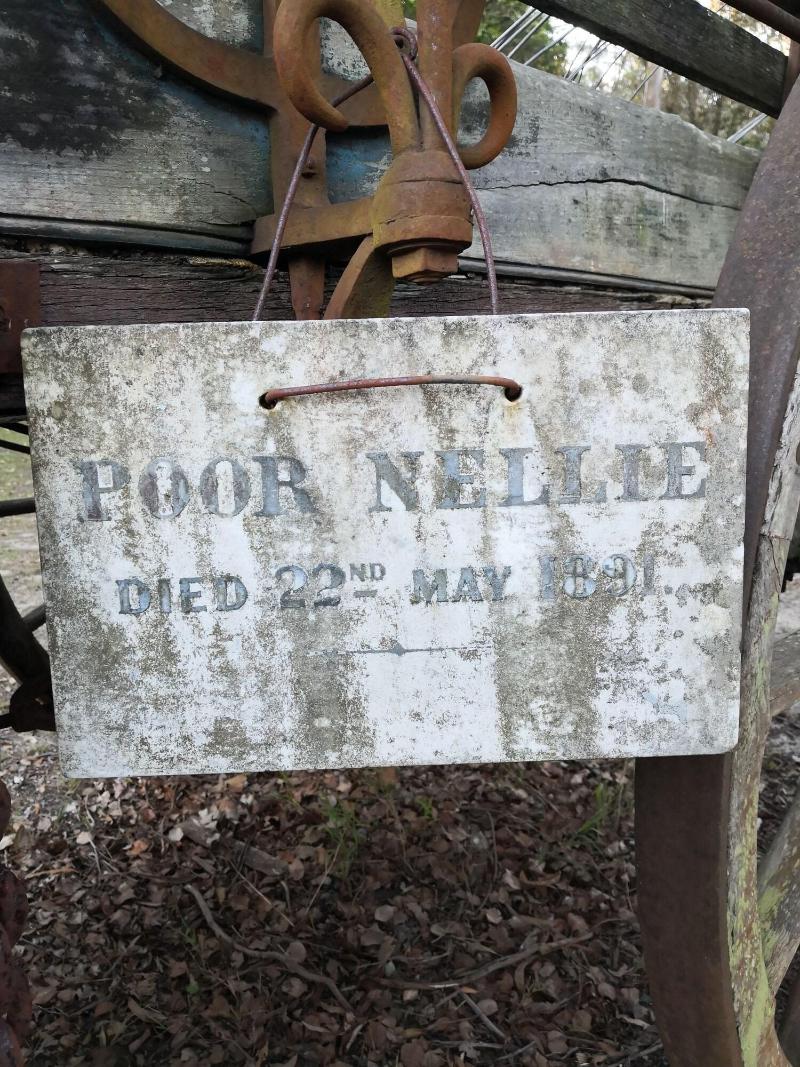 POOR NELLIE
DIED 22ND MAY 1891.